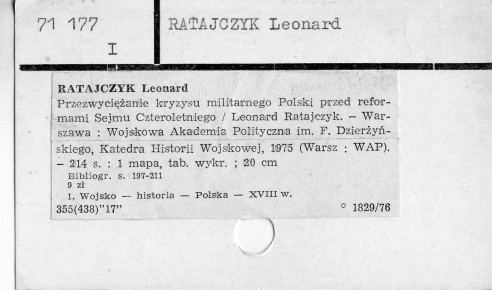 71 177 RATAJCZYK Leonard
I
RATAJCZYK Leonard
Przezwyciężanie kryzysu militarnego Polski przed refor-
mami Sejmu Czteroletniego / Leonard Ratajczyk. — War-
szawa : Wojskowa Akademia Polityczna im. F. Dzierżyń-
skiego, Katedra Historii Wojskowej, 1975 (Warsz : WAP).
— 214 s. : 1 mapa, tab. wykr. ; 20 cm
Bibliogr. s. 197-211
9 zł
1. Wojsko — historia — Polska — XVIII w.
355(438)"17" ° 1829/76